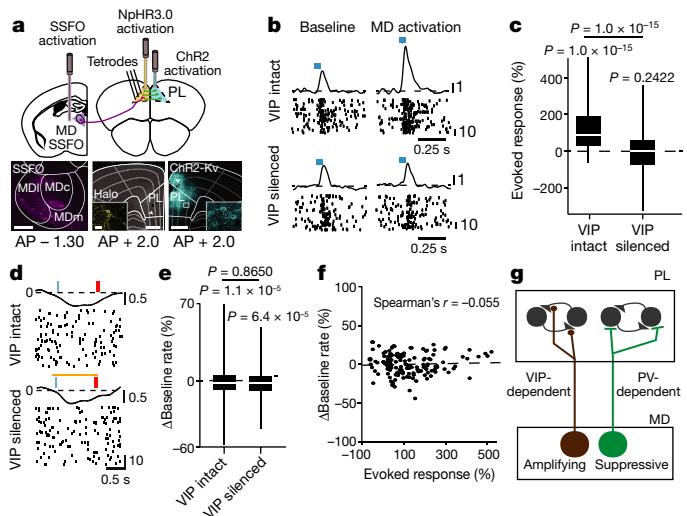 a
SSFO
activation
NpHR3.0
activation
Tetrodes
ChR2
activation
PL
MD
SSFO
SSFO
MDl
MDc
MDm
AP − 1.30
Halo
PL
AP + 2.0
ChR2-Kv
PL
AP + 2.0
b
Baseline
MD activation
VIP intact
1
10
0.25 s
VIP silenced
1
10
0.25 s
c
P = 1.0 × 10⁻¹⁵
P = 1.0 × 10⁻¹⁵
P = 0.2422
Evoked response (%)
400
200
0
−200
VIP
intact
VIP
silenced
d
0
0.5
VIP intact
0
0.5
VIP silenced
10
0.5 s
e
P = 0.8650
P = 1.1 × 10⁻⁵
P = 6.4 × 10⁻⁵
ΔBaseline rate (%)
70
0
−60
VIP intact
VIP silenced
f
Spearman's r = −0.055
ΔBaseline rate (%)
100
50
0
−50
−100
−100
100
300
500
Evoked response (%)
g
PL
VIP-
dependent
PV-
dependent
MD
Amplifying
Suppressive